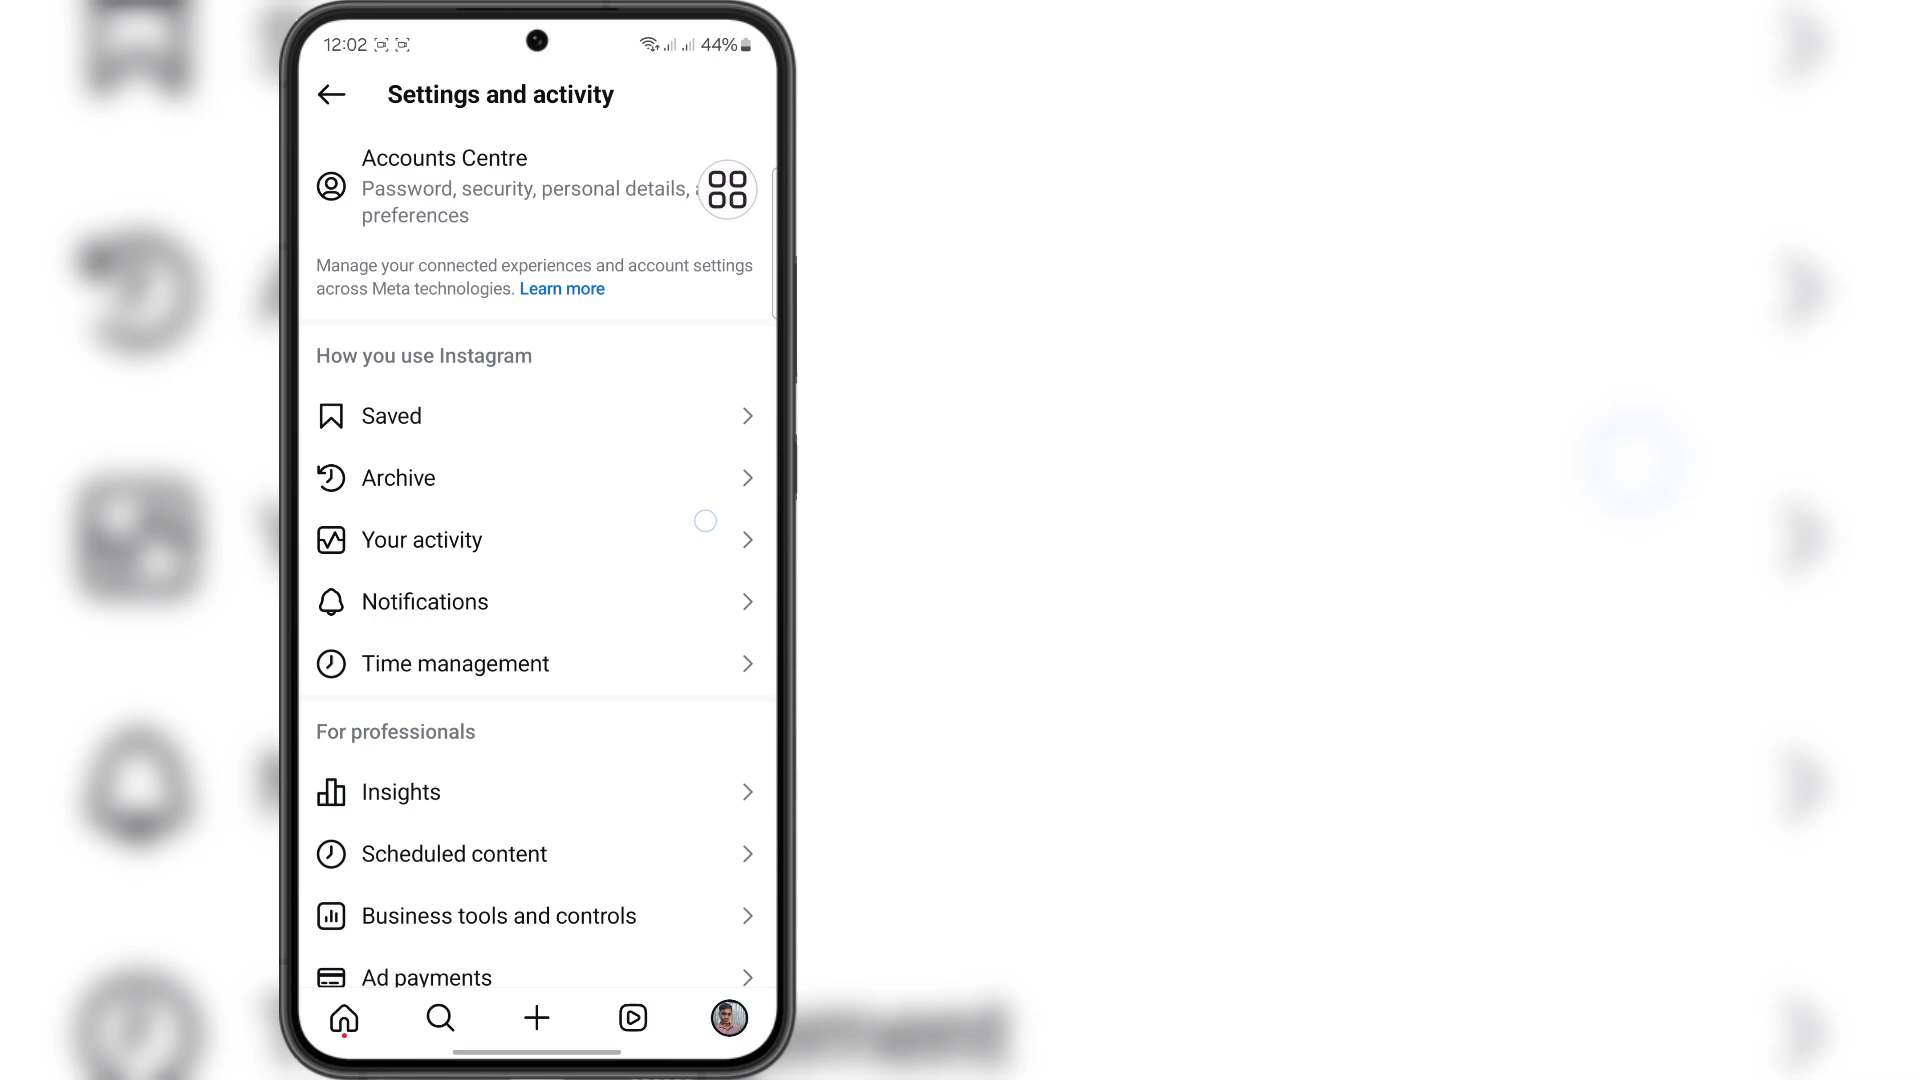 12:02
44%
Settings and activity
Accounts Centre
Password, security, personal details,
preferences
Manage your connected experiences and account settings
across Meta technologies. Learn more
How you use Instagram
Saved
Archive
Your activity
Notifications
Time management
For professionals
Insights
Scheduled content
Business tools and controls
Ad payments